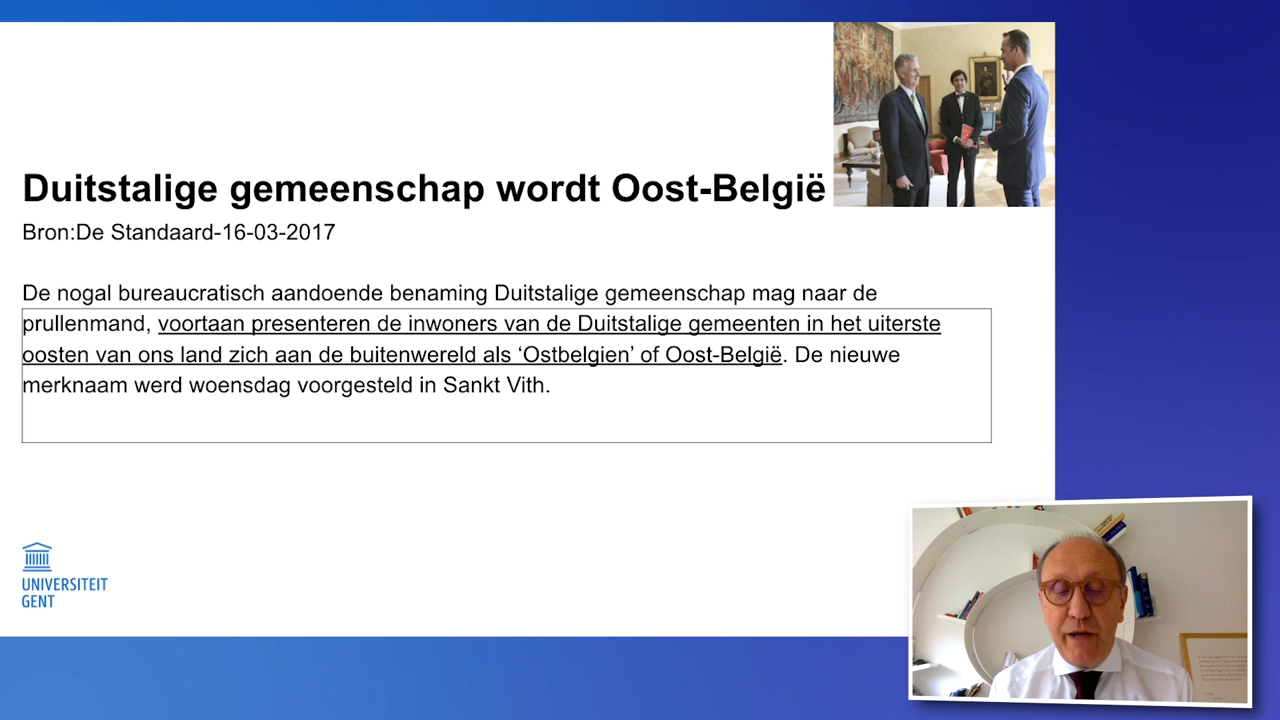 Duitstalige gemeenschap wordt Oost-België
Bron:De Standaard-16-03-2017
De nogal bureaucratisch aandoende benaming Duitstalige gemeenschap mag naar de
prullenmand, voortaan presenteren de inwoners van de Duitstalige gemeenten in het uiterste
oosten van ons land zich aan de buitenwereld als ‘Ostbelgien’ of Oost-België. De nieuwe
merknaam werd woensdag voorgesteld in Sankt Vith.
UNIVERSITEIT
GENT